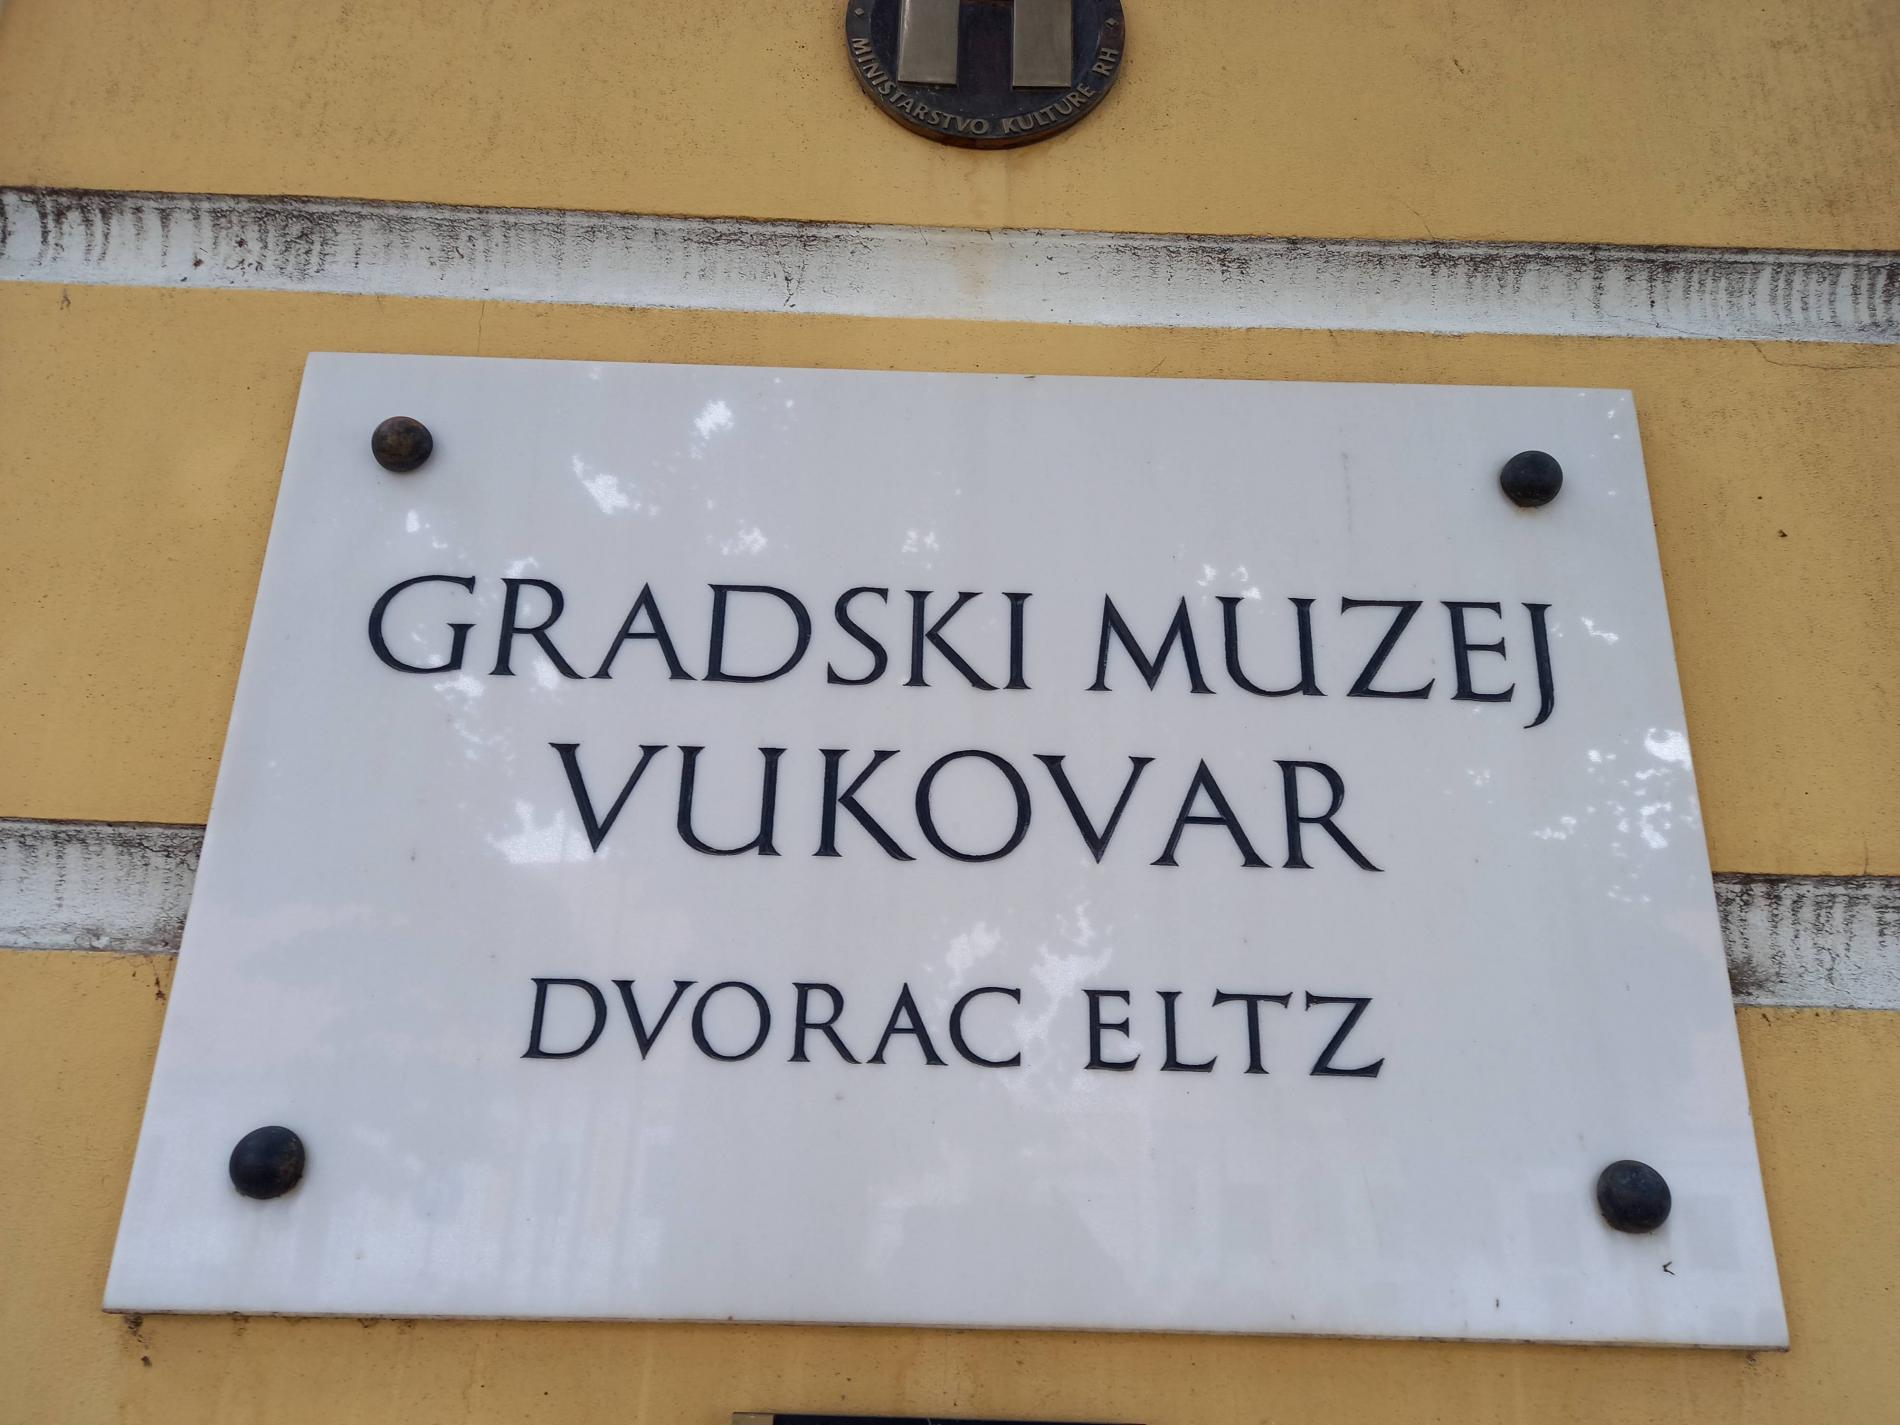 MINISTARSTVO KULTURE RH
GRADSKI MUZEJ
VUKOVAR
DVORAC ELTZ